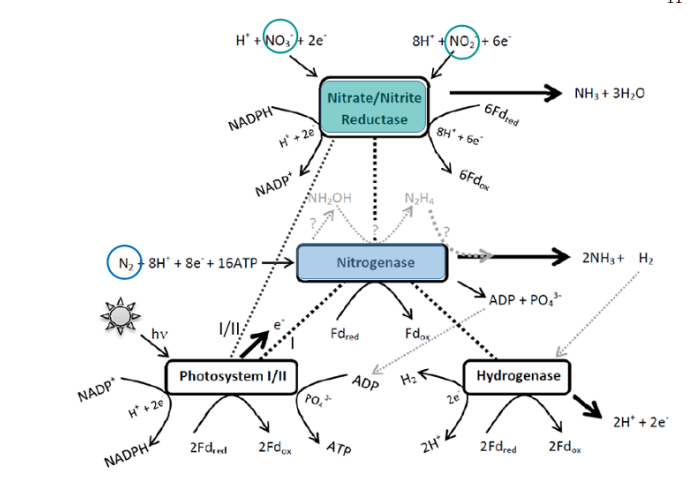 H⁺ + NO₃⁻ + 2e⁻
8H⁺ + NO₂⁻ + 6e⁻
Nitrate/Nitrite
Reductase
NH₃ + 3H₂O
NADPH
H⁺ + 2e⁻
NADP⁺
6Fdred
8H⁺ + 6e⁻
6Fdox
NH₂OH
N₂H₄
?
?
?
N₂ + 8H⁺ + 8e⁻ + 16ATP
Nitrogenase
2NH₃ + H₂
ADP + PO₄³⁻
hν
I/II
e⁻
I
Fdred
Fdox
Photosystem I/II
NADP⁺
H⁺ + 2e
NADPH
2Fdred
2Fdox
ADP
PO₄³⁻
ATP
Hydrogenase
H₂
2e⁻
2H⁺
2Fdred
2Fdox
2H⁺ + 2e⁻